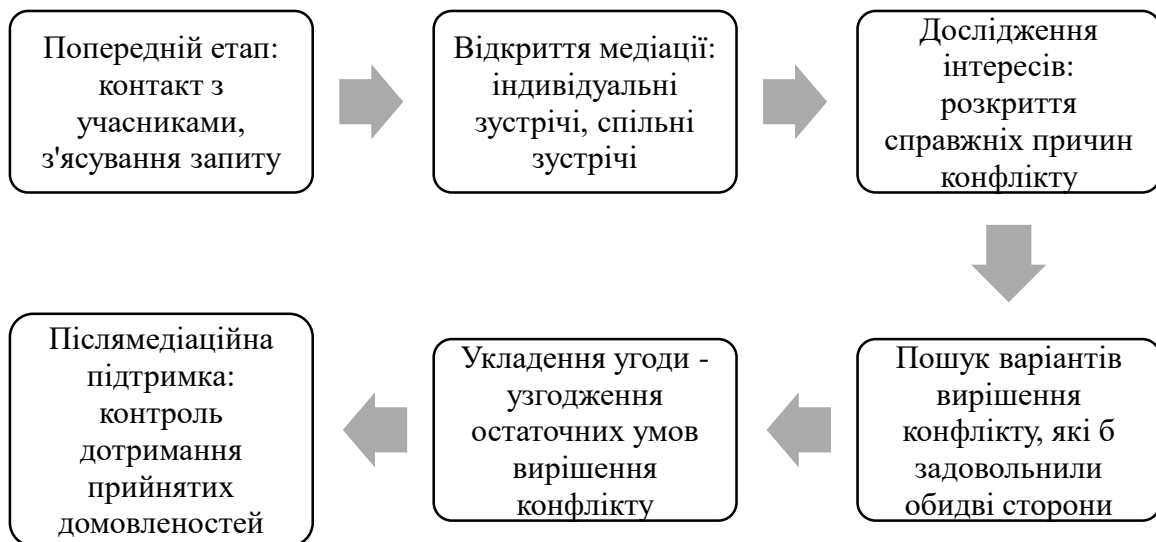 Попередній етап:
контакт з
учасниками,
з'ясування запиту
Відкриття медіації:
індивідуальні
зустрічі, спільні
зустрічі
Дослідження
інтересів:
розкриття
справжніх причин
конфлікту
Пошук варіантів
вирішення
конфлікту, які б
задовольнили
обидві сторони
Укладення угоди -
узгодження
остаточних умов
вирішення
конфлікту
Післямедіаційна
підтримка:
контроль
дотримання
прийнятих
домовленостей